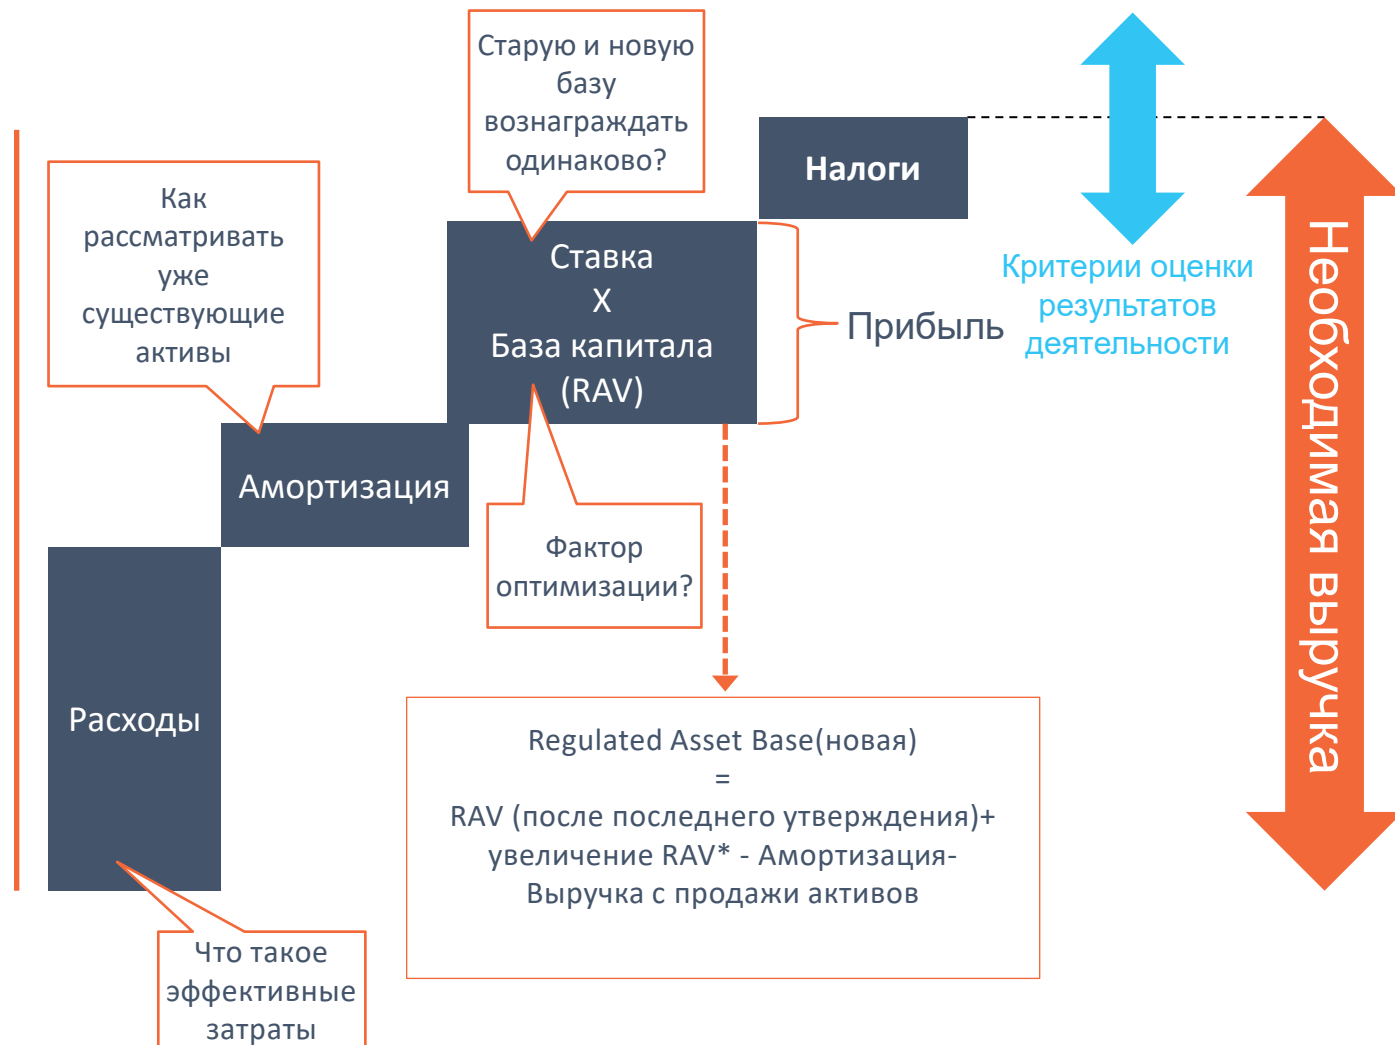 Старую и новую
базу
вознаграждать
одинаково?
Налоги
Как
рассматривать
уже
существующие
активы
Ставка
X
База капитала
(RAV)
Прибыль
Критерии оценки
результатов
деятельности
Необходимая выручка
Амортизация
Фактор
оптимизации?
Расходы
Regulated Asset Base(новая)
=
RAV (после последнего утверждения)+
увеличение RAV* - Амортизация-
Выручка с продажи активов
Что такое
эффективные
затраты